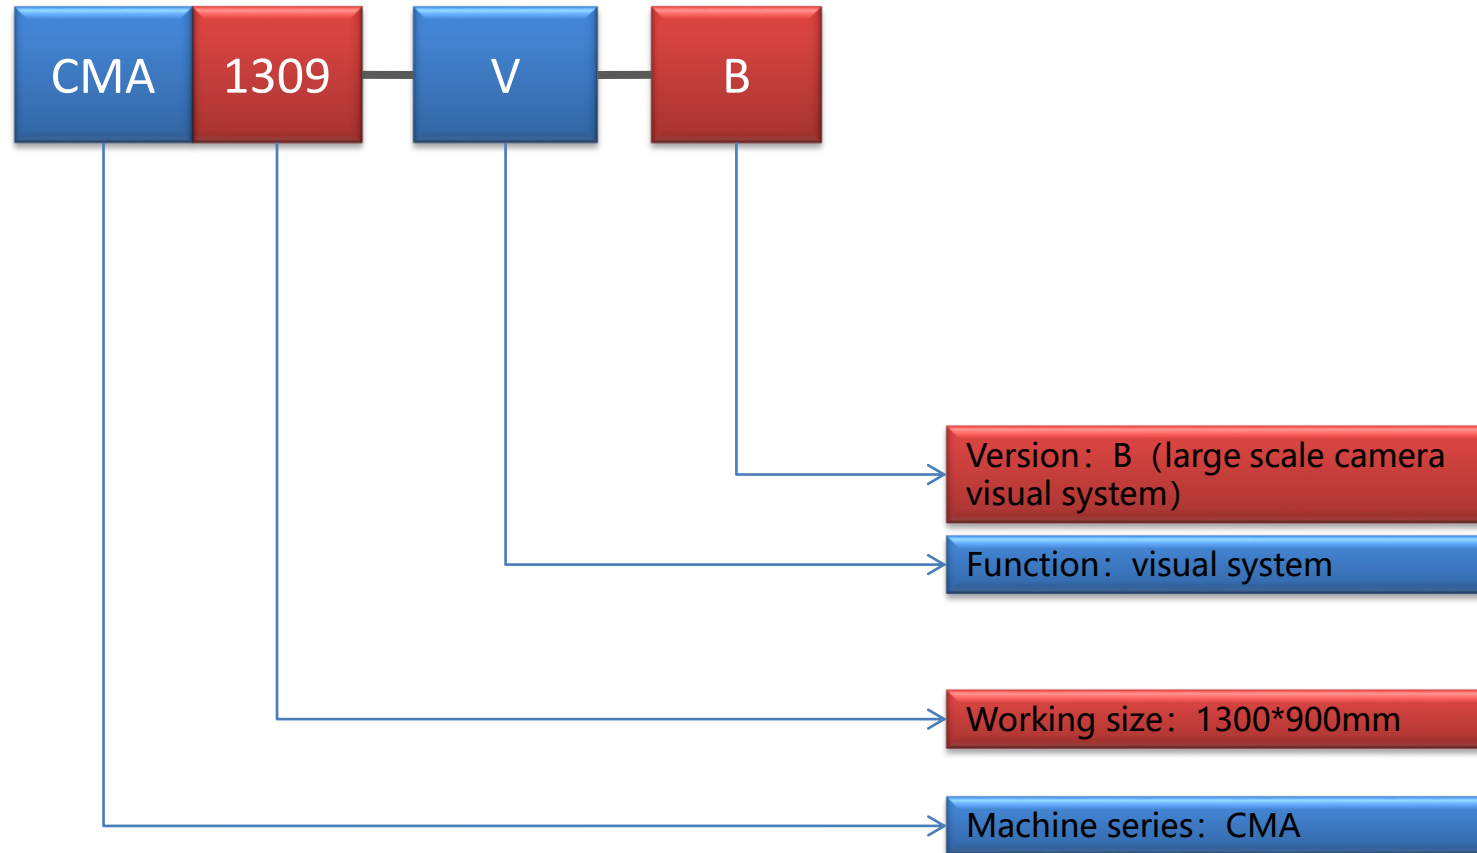 CMA 1309 V B
Version：B（large scale camera
visual system）
Function：visual system
Working size：1300*900mm
Machine series：CMA